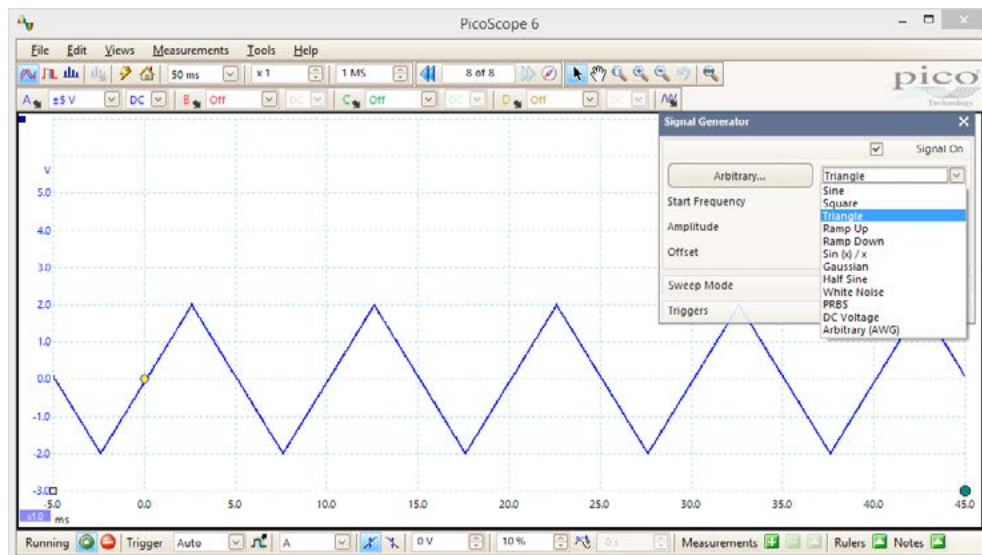 PicoScope 6
File Edit Views Measurements Tools Help
50 ms x 1 1 MS 8 of 8
pico
Technology
A ±5 V DC B Off DC C Off DC D Off DC
Signal Generator
Signal On
Arbitrary... Triangle
Sine
Square
Start Frequency
Triangle
Ramp Up
Amplitude
Ramp Down
Offset
Sin (x) / x
Gaussian
Half Sine
Sweep Mode
White Noise
PRBS
Triggers
DC Voltage
Arbitrary (AWG)
V
5.0
4.0
3.0
2.0
1.0
0.0
-1.0
-2.0
-3.0
-5.0 0.0 5.0 10.0 15.0 20.0 25.0 30.0 35.0 40.0 45.0
x1.0 ms
Running Trigger Auto A 0 V 10 % 0 s Measurements Rulers Notes